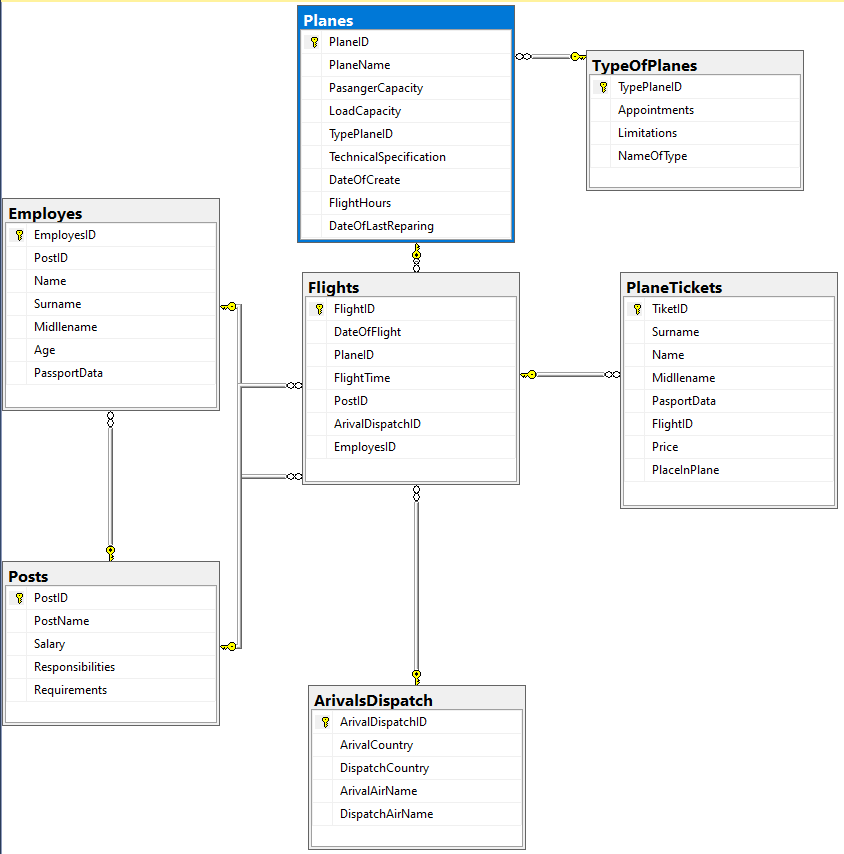 Planes
PlaneID
PlaneName
PasangerCapacity
LoadCapacity
TypePlaneID
TechnicalSpecification
DateOfCreate
FlightHours
DateOfLastReparing
TypeOfPlanes
TypePlaneID
Appointments
Limitations
NameOfType
Employes
EmployesID
PostID
Name
Surname
Midllename
Age
PassportData
Flights
FlightID
DateOfFlight
PlaneID
FlightTime
PostID
ArivalDispatchID
EmployesID
PlaneTickets
TiketID
Surname
Name
Midllename
PasportData
FlightID
Price
PlaceInPlane
Posts
PostID
PostName
Salary
Responsibilities
Requirements
ArivalsDispatch
ArivalDispatchID
ArivalCountry
DispatchCountry
ArivalAirName
DispatchAirName